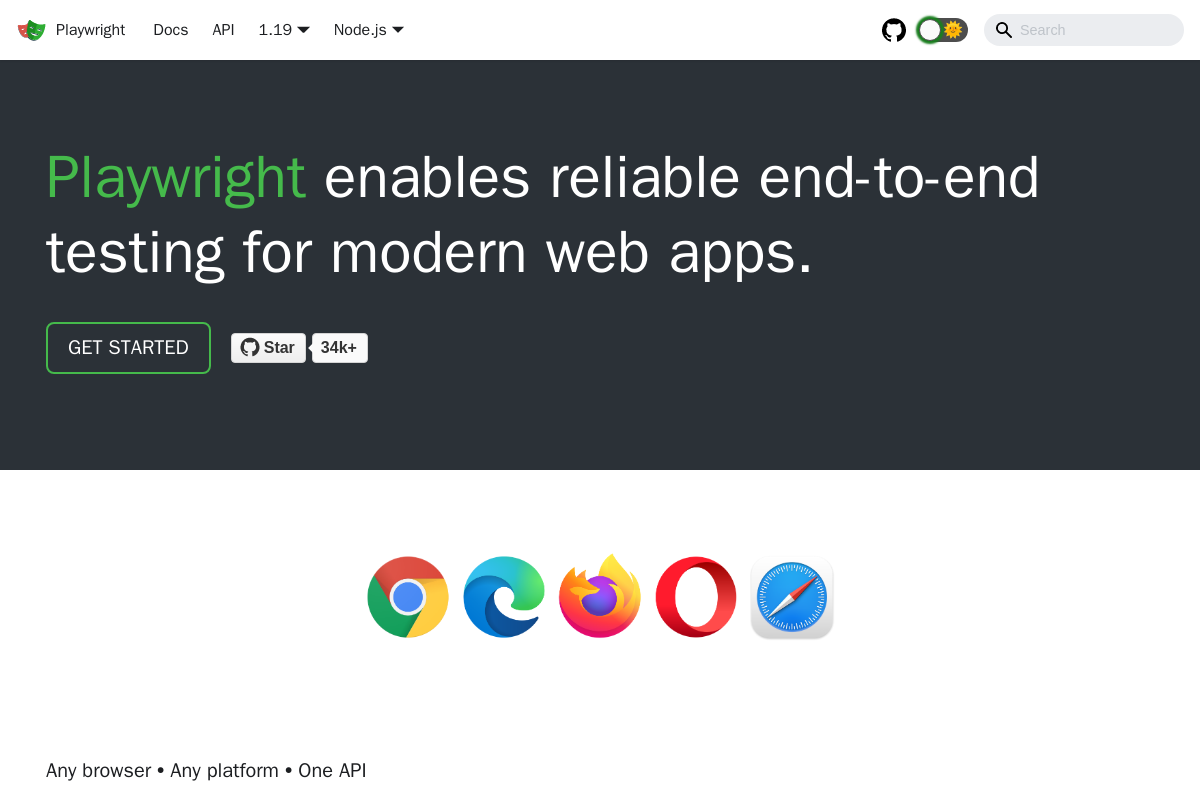 Playwright Docs API 1.19 Node.js Search
Playwright enables reliable end-to-end
testing for modern web apps.
GET STARTED Star 34k+
Any browser • Any platform • One API